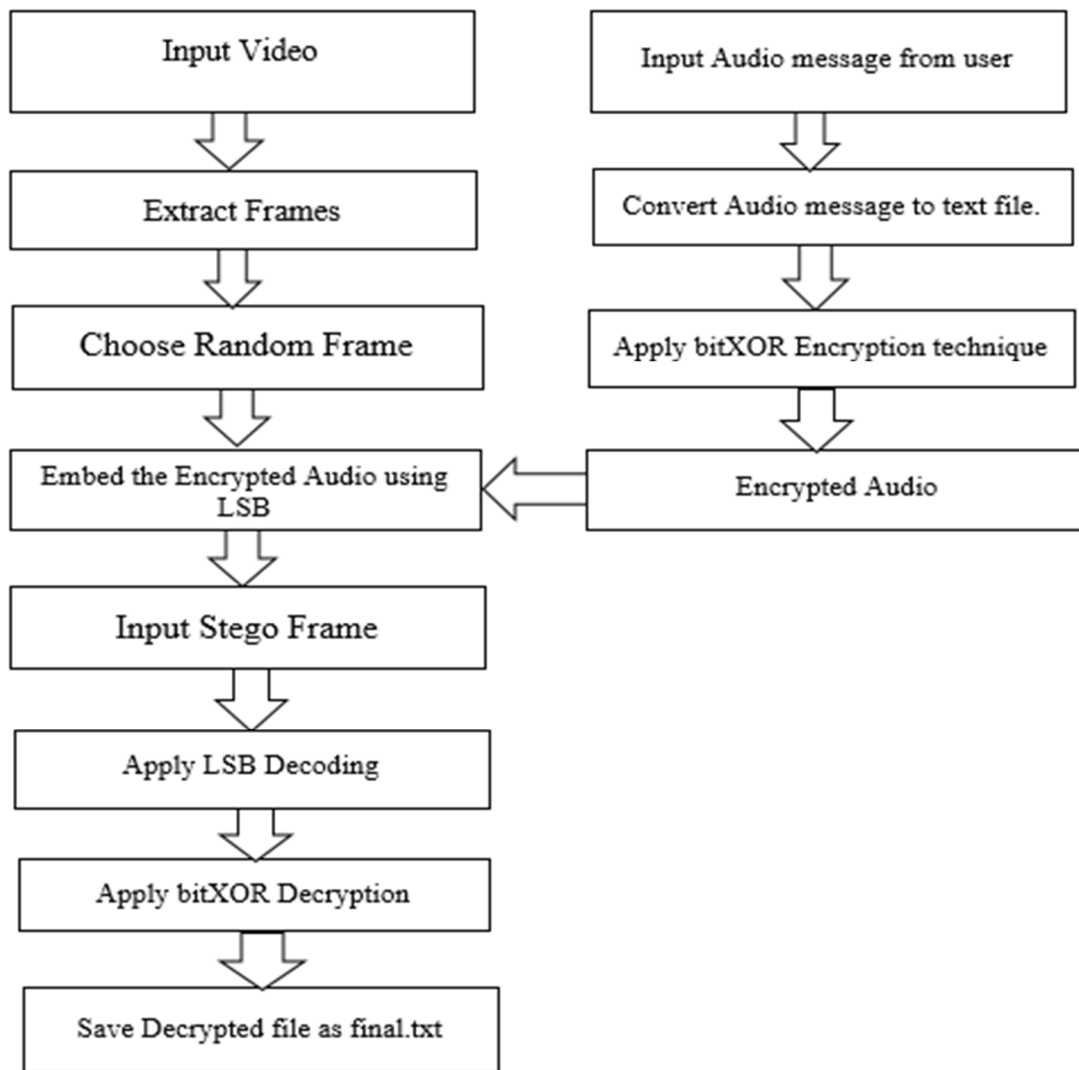 Input Video
Extract Frames
Choose Random Frame
Embed the Encrypted Audio using
LSB
Input Stego Frame
Apply LSB Decoding
Apply bitXOR Decryption
Save Decrypted file as final.txt
Input Audio message from user
Convert Audio message to text file.
Apply bitXOR Encryption technique
Encrypted Audio